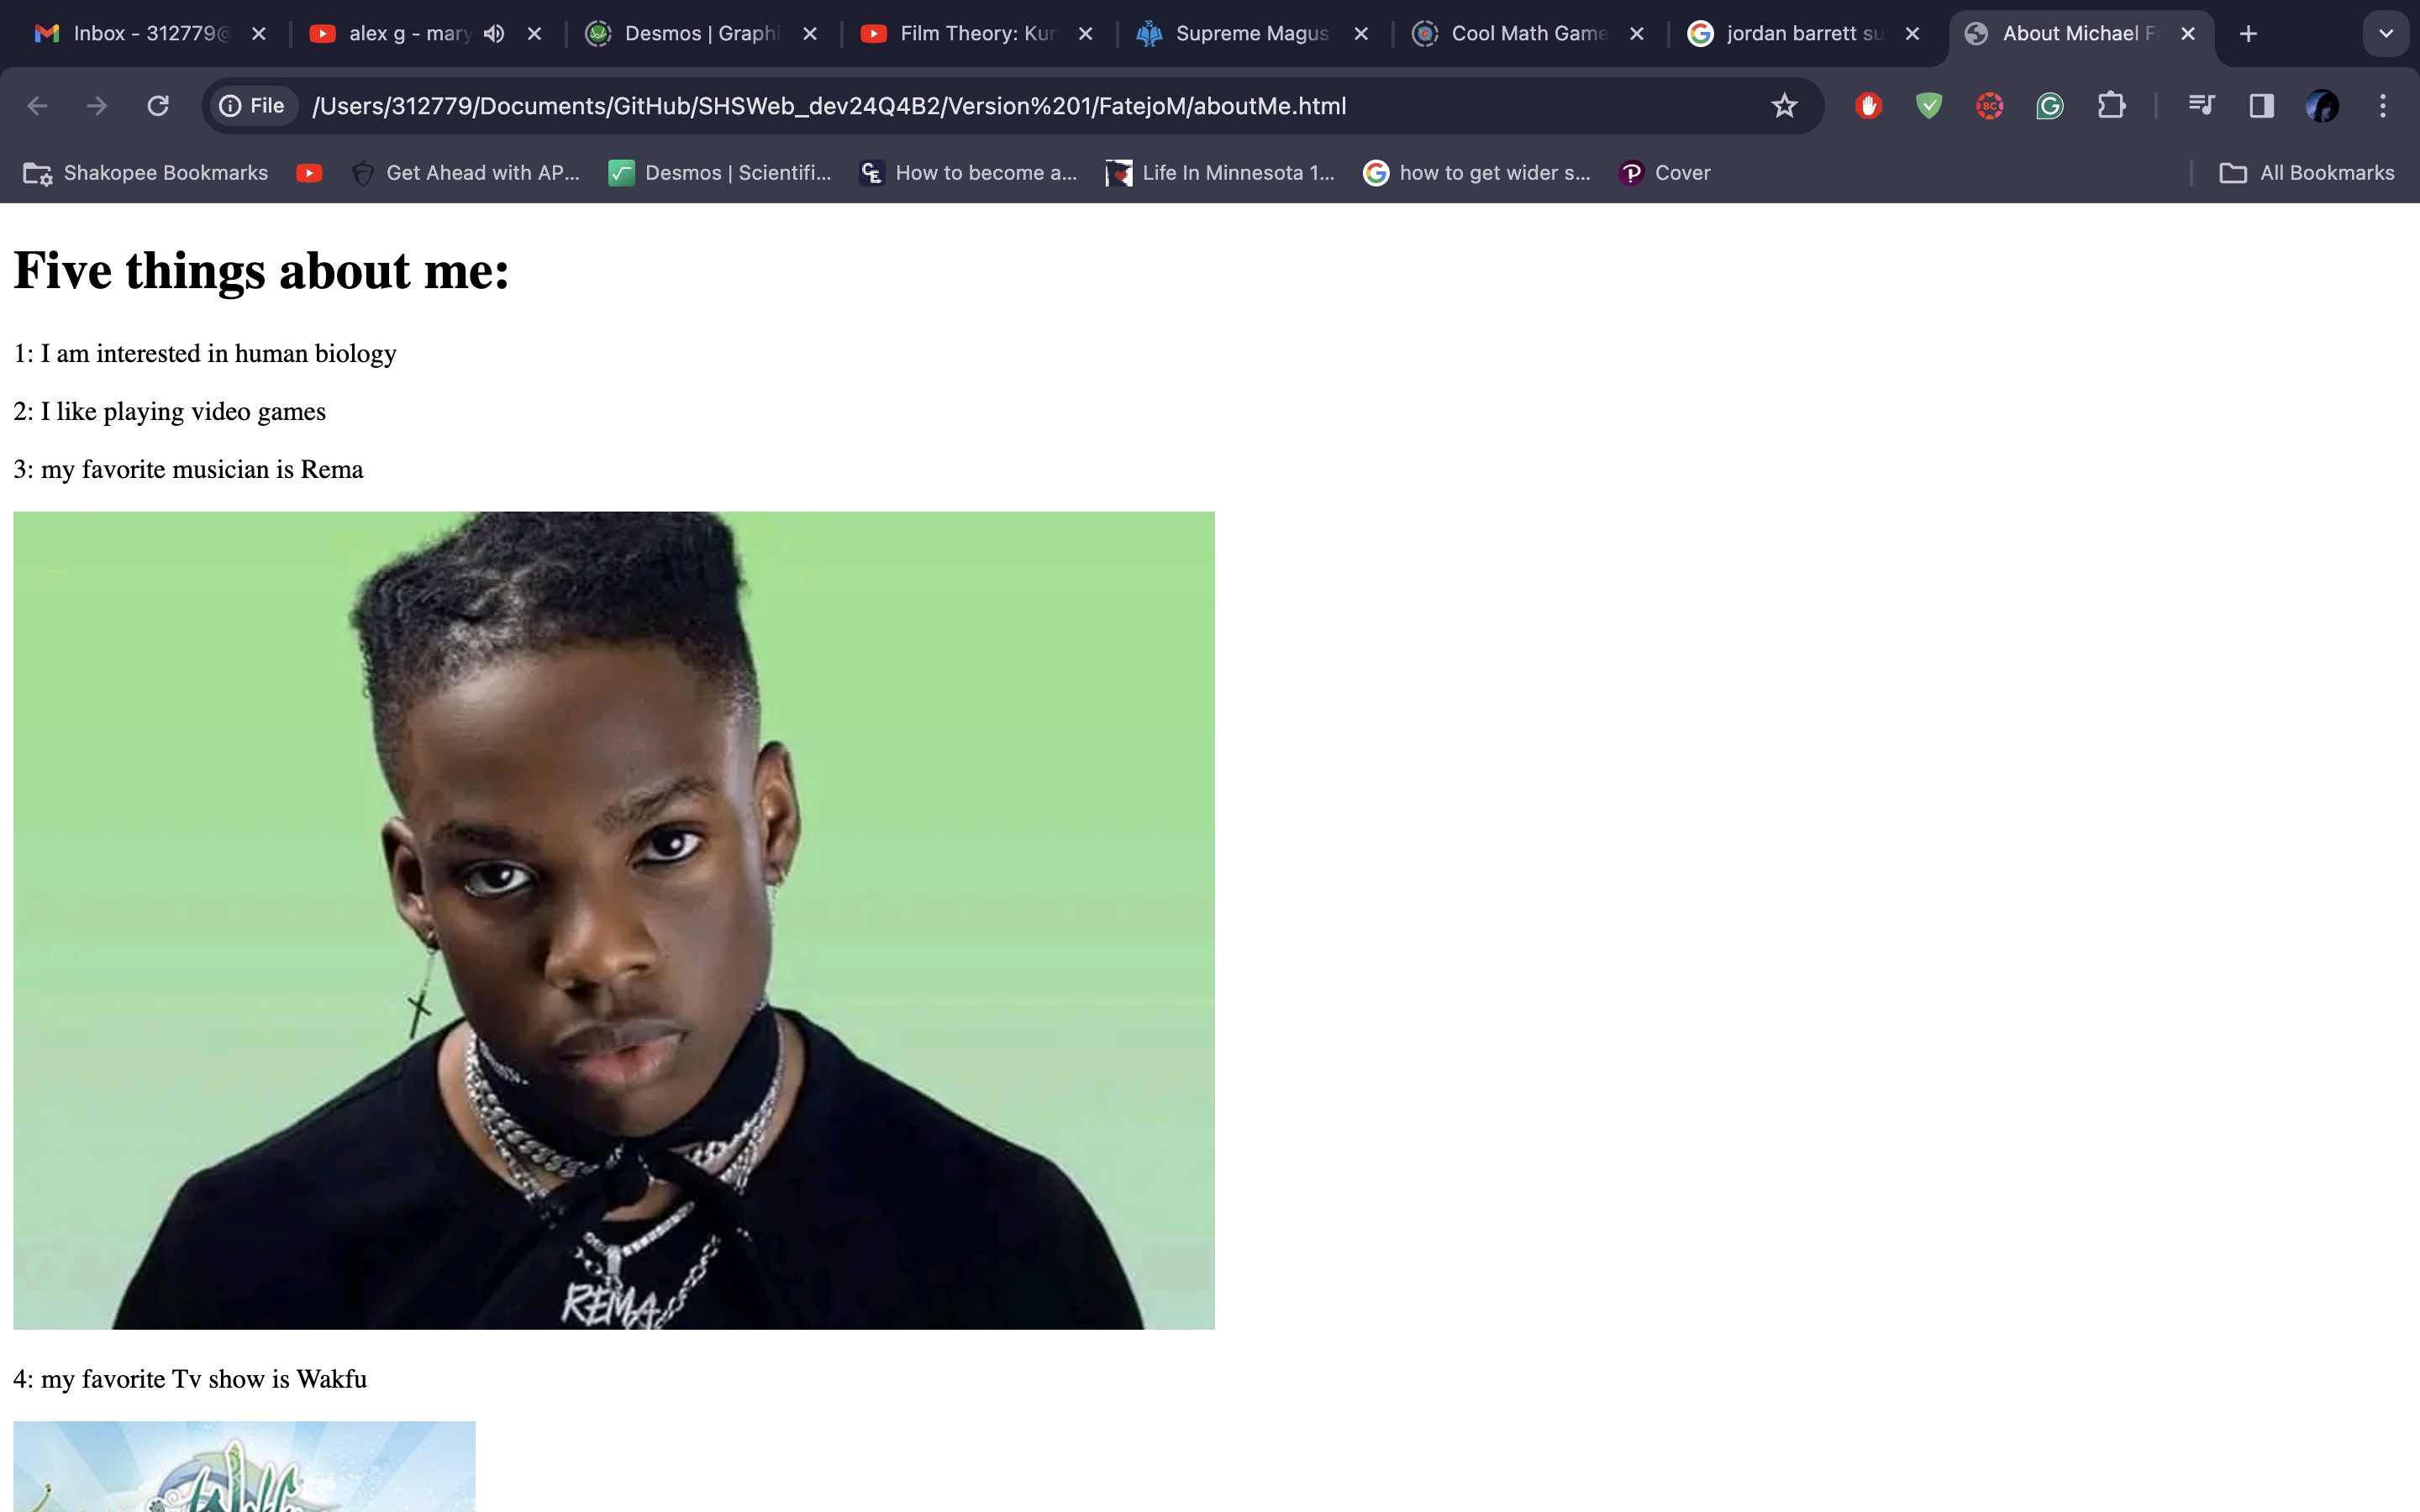 Inbox - 312779@
alex g - mary
Desmos | Graphi
Film Theory: Kur
Supreme Magus
Cool Math Game
jordan barrett su
About Michael Fa
File
/Users/312779/Documents/GitHub/SHSWeb_dev24Q4B2/Version%201/FatejoM/aboutMe.html
BC
Shakopee Bookmarks
Get Ahead with AP...
Desmos | Scientifi...
CE
How to become a...
Life In Minnesota 1...
how to get wider s...
Cover
All Bookmarks
Five things about me:
1: I am interested in human biology
2: I like playing video games
3: my favorite musician is Rema
REMA
4: my favorite Tv show is Wakfu
Wakfu